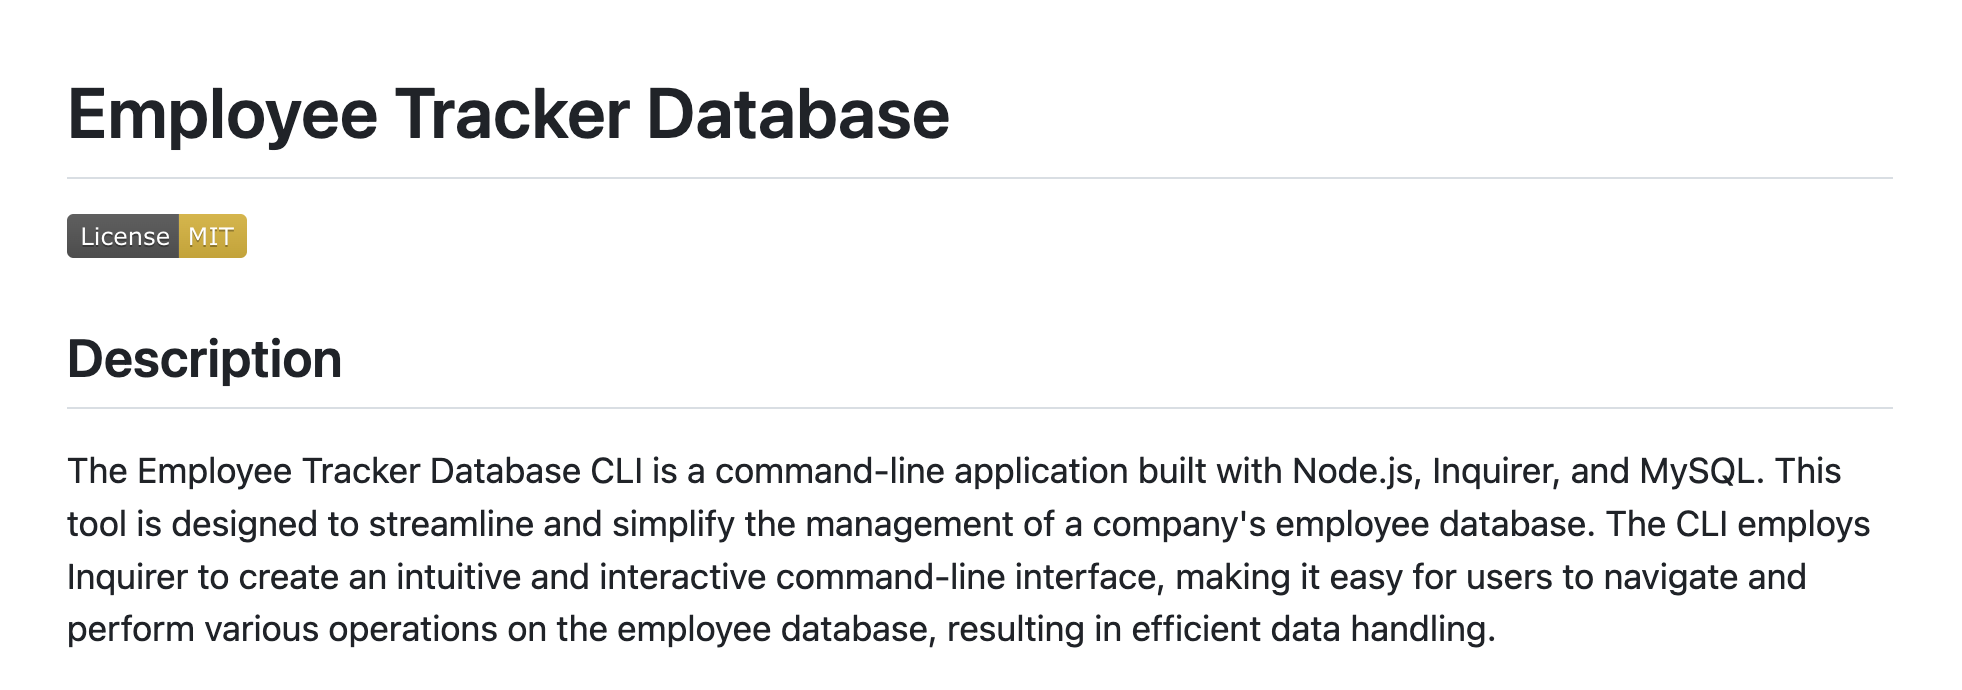 Employee Tracker Database
License MIT
Description
The Employee Tracker Database CLI is a command-line application built with Node.js, Inquirer, and MySQL. This
tool is designed to streamline and simplify the management of a company's employee database. The CLI employs
Inquirer to create an intuitive and interactive command-line interface, making it easy for users to navigate and
perform various operations on the employee database, resulting in efficient data handling.